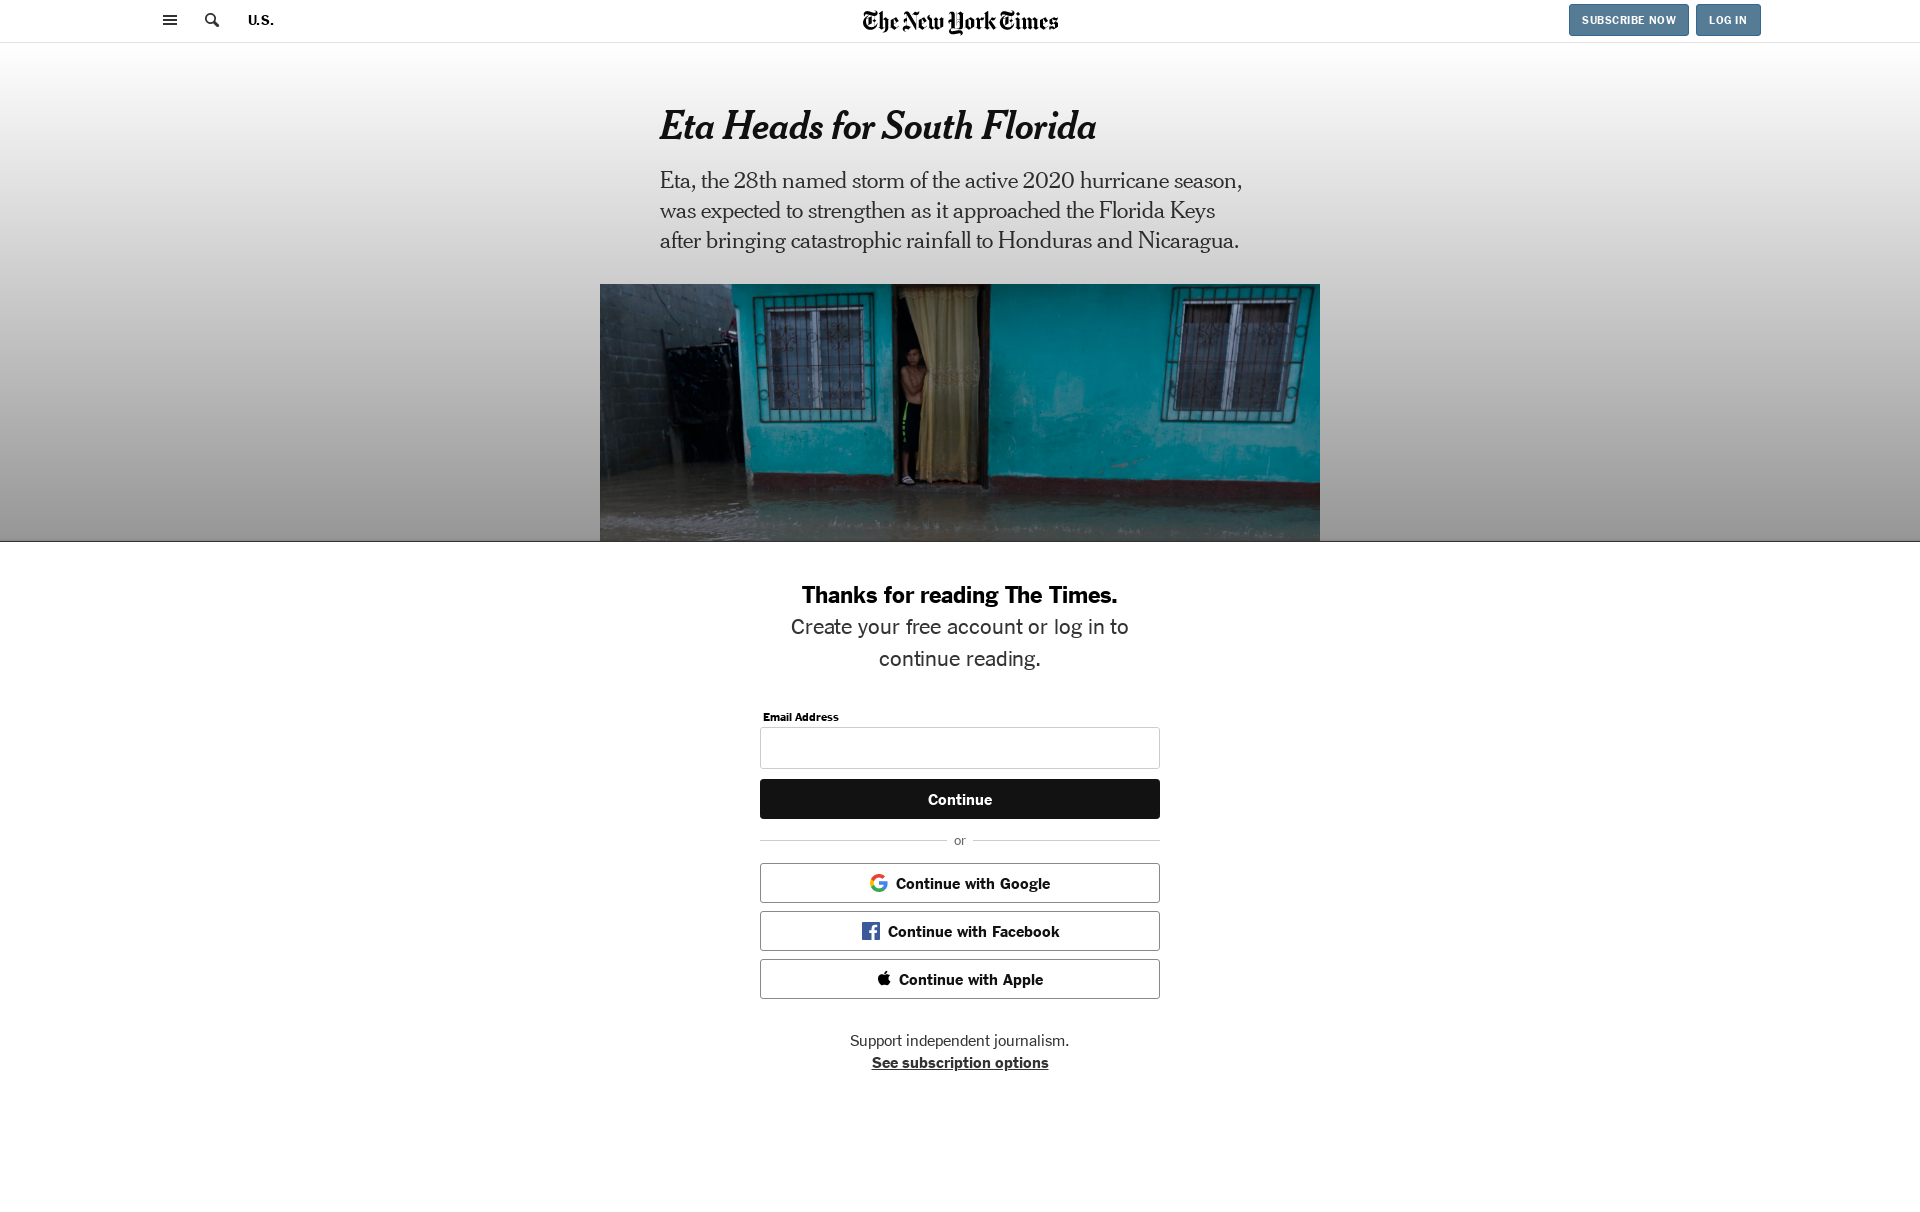 U.S.
The New York Times
SUBSCRIBE NOW
LOG IN
Eta Heads for South Florida
Eta, the 28th named storm of the active 2020 hurricane season,
was expected to strengthen as it approached the Florida Keys
after bringing catastrophic rainfall to Honduras and Nicaragua.
Thanks for reading The Times.
Create your free account or log in to
continue reading.
Email Address
Continue
or
Continue with Google
Continue with Facebook
Continue with Apple
Support independent journalism.
See subscription options